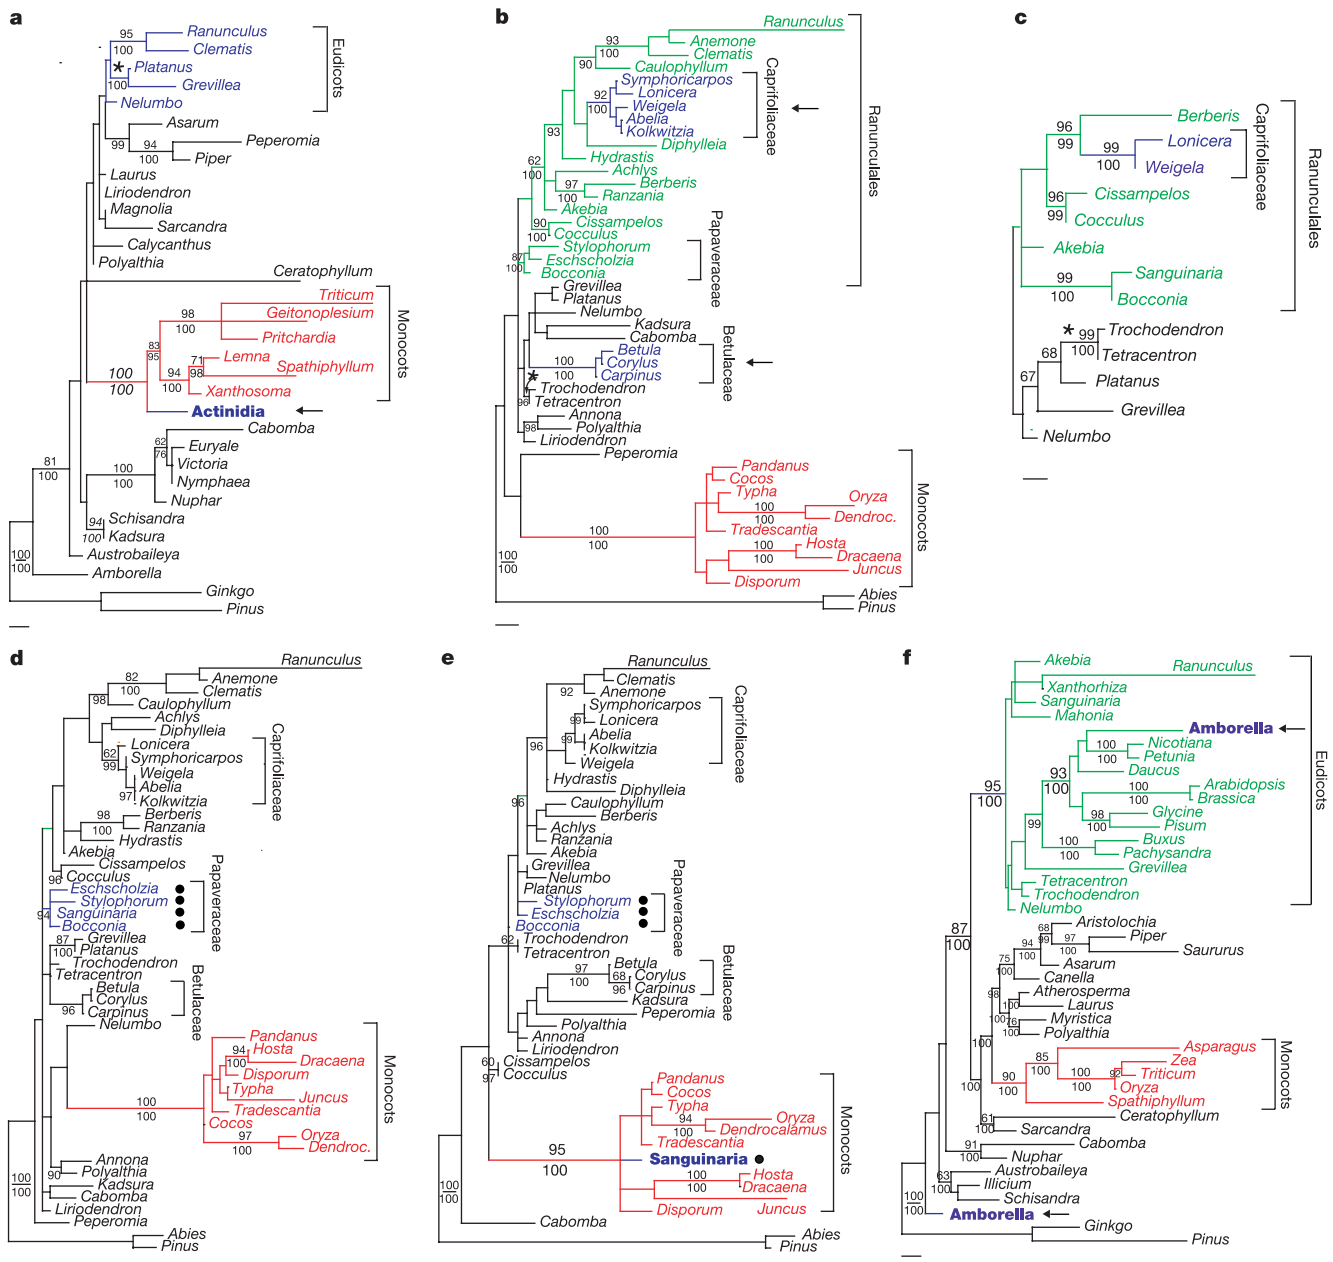 a
95
100
Ranunculus
Clematis
*
Platanus
100
Grevillea
Nelumbo
Eudicots
Asarum
99
94
100
Peperomia
Piper
Laurus
Liriodendron
Magnolia
Sarcandra
Calycanthus
Polyalthia
Ceratophyllum
Triticum
98
100
Geitonoplesium
Pritchardia
83
95
71
98
Lemna
Spathiphyllum
94
100
Xanthosoma
100
100
Actinidia
Monocots
Cabomba
62
76
Euryale
Victoria
Nymphaea
100
100
Nuphar
81
100
94
100
Schisandra
Kadsura
Austrobaileya
100
100
Amborella
Ginkgo
Pinus
b
Ranunculus
93
100
Anemone
Clematis
90
Caulophyllum
Symphoricarpos
92
100
Lonicera
Weigela
Abelia
Kolkwitzia
Caprifoliaceae
93
Diphylleia
Hydrastis
62
100
Achlys
97
100
Berberis
Ranzania
Akebia
90
100
Cissampelos
Cocculus
87
100
Stylophorum
Eschscholzia
Bocconia
Papaveraceae
Ranunculales
Grevillea
Platanus
Nelumbo
Kadsura
Cabomba
100
100
Betula
Corylus
Carpinus
Betulaceae
*
96
Trochodendron
Tetracentron
Annona
98
Polyalthia
Liriodendron
Peperomia
Pandanus
Cocos
Typha
100
100
Oryza
Dendroc.
Tradescantia
100
100
100
100
Hosta
Dracaena
Juncus
Disporum
Monocots
100
100
Abies
Pinus
c
96
99
Berberis
99
100
Lonicera
Weigela
Caprifoliaceae
96
99
Cissampelos
Cocculus
Akebia
99
100
Sanguinaria
Bocconia
Ranunculales
*
99
100
Trochodendron
Tetracentron
68
Platanus
67
Grevillea
Nelumbo
d
Ranunculus
82
100
Anemone
Clematis
98
Caulophyllum
Achlys
Diphylleia
62
99
Lonicera
Symphoricarpos
Weigela
Abelia
97
Kolkwitzia
Caprifoliaceae
98
100
Berberis
Ranzania
Hydrastis
Akebia
Cissampelos
96
Cocculus
94
Eschscholzia
Stylophorum
Sanguinaria
Bocconia
Papaveraceae
87
100
Grevillea
Platanus
Trochodendron
Tetracentron
96
Betula
Corylus
Carpinus
Betulaceae
Nelumbo
Pandanus
94
100
Hosta
Dracaena
Disporum
Typha
Juncus
Tradescantia
100
100
Cocos
97
100
Oryza
Dendroc.
Monocots
Annona
90
Polyalthia
Kadsura
Cabomba
100
100
Liriodendron
Peperomia
Abies
Pinus
e
Ranunculus
Clematis
92
Anemone
Symphoricarpos
99
Lonicera
Abelia
99
Kolkwitzia
Weigela
Caprifoliaceae
96
Hydrastis
Diphylleia
96
Caulophyllum
Berberis
Achlys
Ranzania
Akebia
Grevillea
Nelumbo
Platanus
Stylophorum
Eschscholzia
Bocconia
Papaveraceae
62
Trochodendron
Tetracentron
97
100
Betula
68
96
Corylus
Carpinus
Betulaceae
Kadsura
Peperomia
Polyalthia
Annona
Liriodendron
60
97
Cissampelos
Cocculus
Pandanus
Cocos
Typha
94
100
Oryza
Dendrocalamus
Tradescantia
95
100
Sanguinaria
100
100
Hosta
Dracaena
Disporum
Juncus
Monocots
100
100
Cabomba
Abies
Pinus
f
Akebia
Ranunculus
Xanthorhiza
Sanguinaria
Mahonia
Amborella
100
100
Nicotiana
Petunia
Daucus
93
100
100
100
Arabidopsis
Brassica
98
100
Glycine
Pisum
99
100
100
Buxus
Pachysandra
Grevillea
95
100
Tetracentron
Trochodendron
Nelumbo
Eudicots
87
100
Aristolochia
68
99
97
100
Piper
Saururus
94
100
Asarum
75
100
Canella
98
100
Atherosperma
100
Laurus
76
100
Myristica
Polyalthia
100
85
100
Asparagus
100
100
92
Zea
Triticum
Oryza
90
100
Spathiphyllum
Monocots
100
61
100
Ceratophyllum
Sarcandra
91
100
Cabomba
Nuphar
63
100
Austrobaileya
Illicium
Schisandra
100
100
Amborella
Ginkgo
Pinus